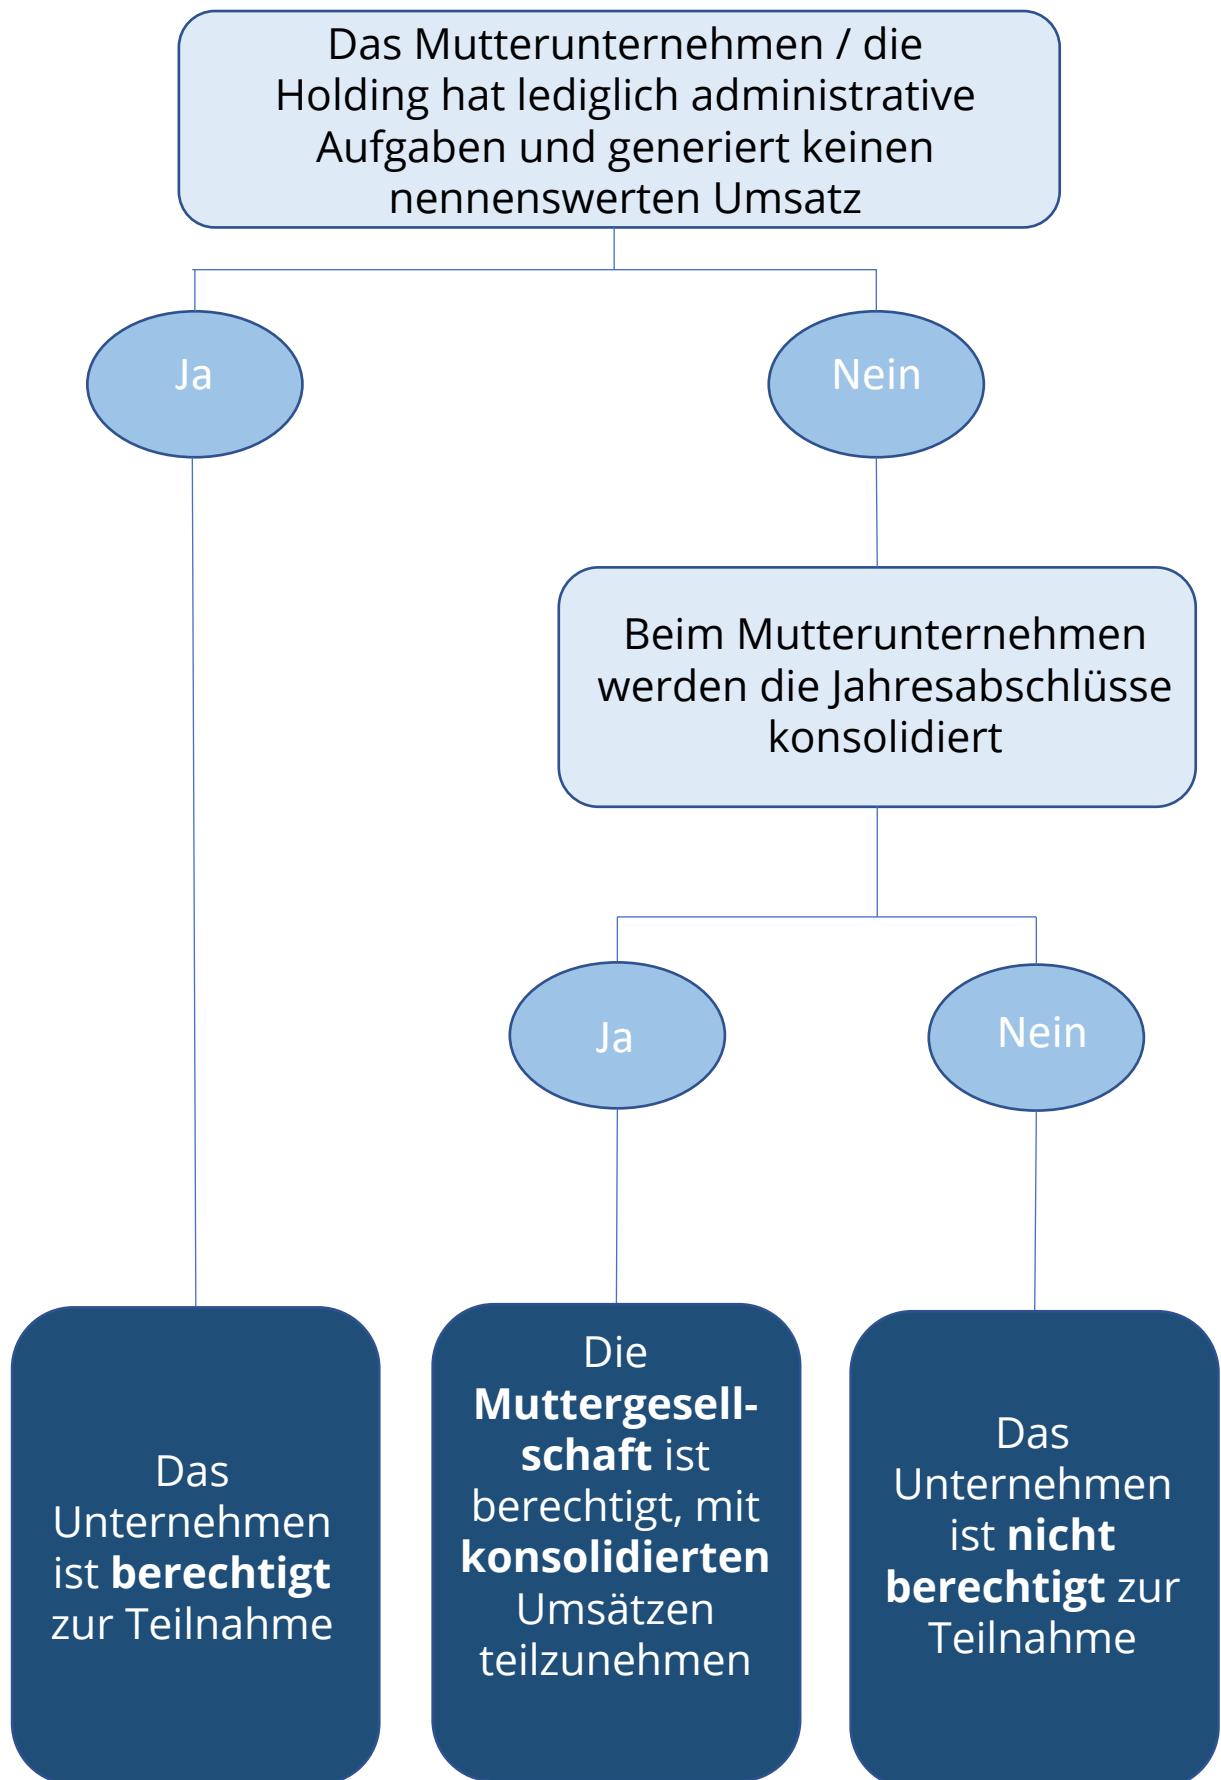 Das Mutterunternehmen / die
Holding hat lediglich administrative
Aufgaben und generiert keinen
nennenswerten Umsatz
Ja
Nein
Beim Mutterunternehmen
werden die Jahresabschlüsse
konsolidiert
Ja
Nein
Das
Unternehmen
ist berechtigt
zur Teilnahme
Die
Muttergesell-
schaft ist
berechtigt, mit
konsolidierten
Umsätzen
teilzunehmen
Das
Unternehmen
ist nicht
berechtigt zur
Teilnahme